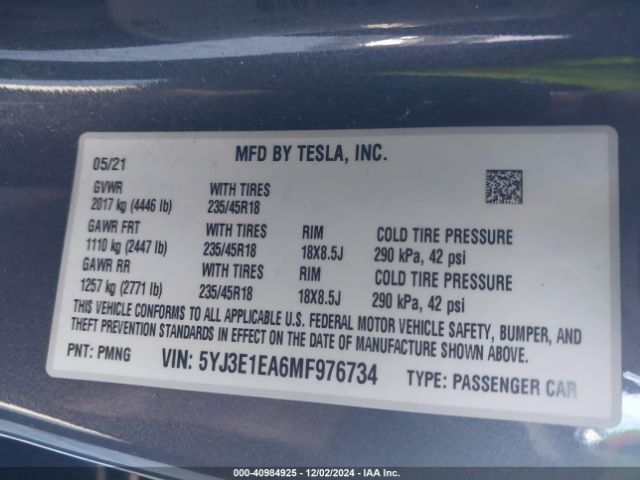 MFD BY TESLA, INC.
05/21
GVWR WITH TIRES
2017 kg (4446 lb) 235/45R18
GAWR FRT WITH TIRES RIM COLD TIRE PRESSURE
1110 kg (2447 lb) 235/45R18 18X8.5J 290 kPa, 42 psi
GAWR RR WITH TIRES RIM COLD TIRE PRESSURE
1257 kg (2771 lb) 235/45R18 18X8.5J 290 kPa, 42 psi
THIS VEHICLE CONFORMS TO ALL APPLICABLE U.S. FEDERAL MOTOR VEHICLE SAFETY, BUMPER, AND
THEFT PREVENTION STANDARDS IN EFFECT ON THE DATE OF MANUFACTURE SHOWN ABOVE.
PNT: PMNG VIN: 5YJ3E1EA6MF976734 TYPE: PASSENGER CAR
000-40984925 - 12/02/2024 - IAA Inc.